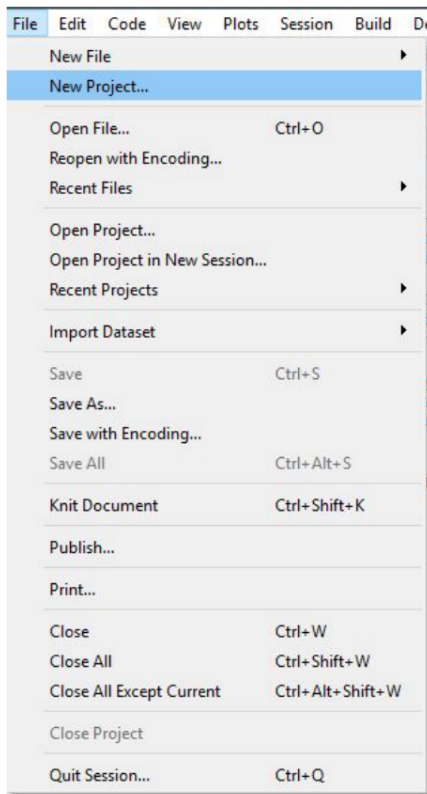 File Edit Code View Plots Session Build
New File
New Project...
Open File... Ctrl+O
Reopen with Encoding...
Recent Files
Open Project...
Open Project in New Session...
Recent Projects
Import Dataset
Save Ctrl+S
Save As...
Save with Encoding...
Save All Ctrl+Alt+S
Knit Document Ctrl+Shift+K
Publish...
Print...
Close Ctrl+W
Close All Ctrl+Shift+W
Close All Except Current Ctrl+Alt+Shift+W
Close Project
Quit Session... Ctrl+Q